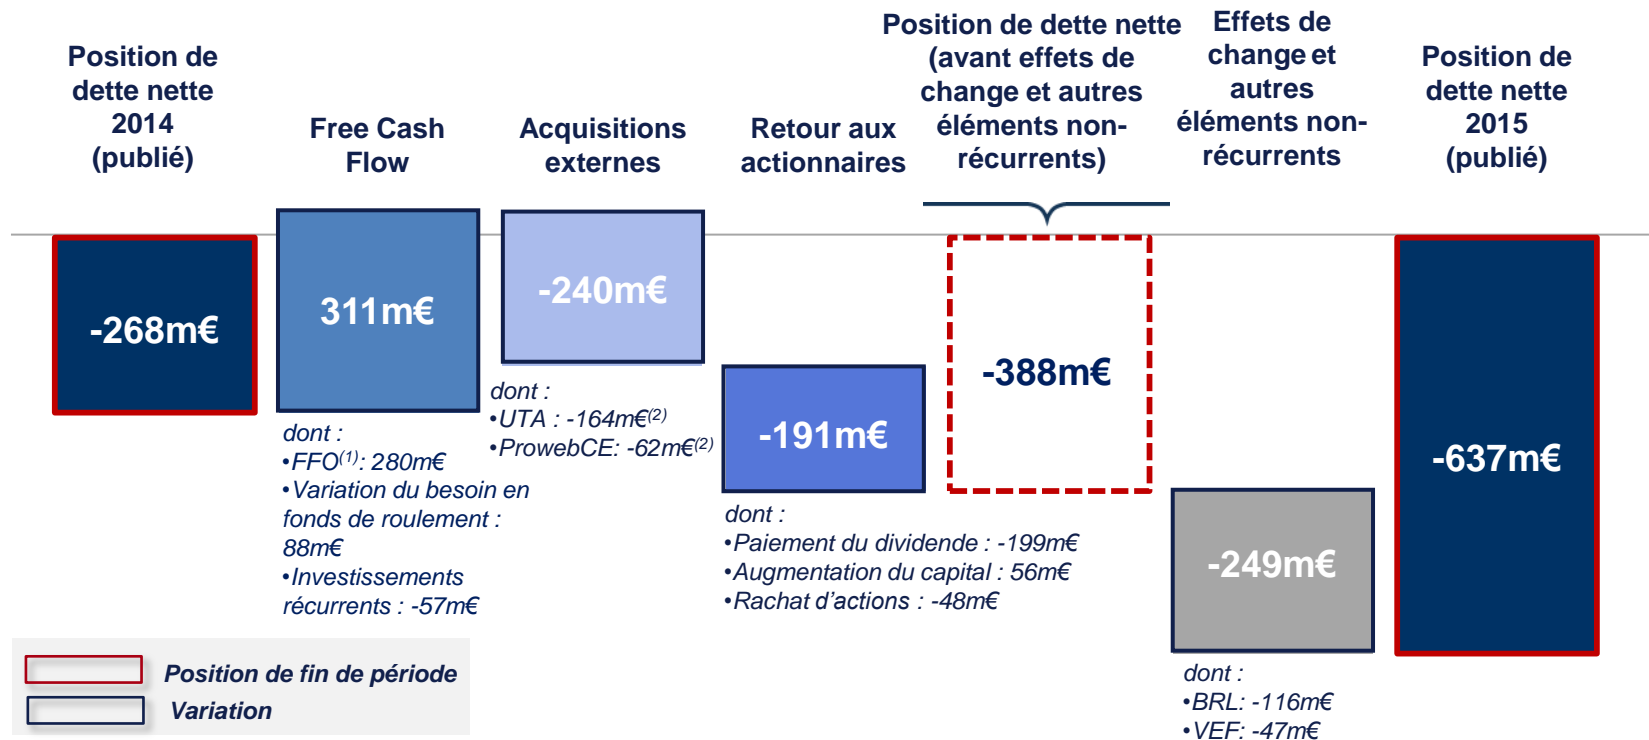 Position de
dette nette
2014
(publié)
Free Cash
Flow
Acquisitions
externes
Retour aux
actionnaires
Position de dette nette
(avant effets de
change et autres
éléments non-
récurrents)
Effets de
change et
autres
éléments non-
récurrents
Position de
dette nette
2015
(publié)
-268m€
311m€
dont :
•FFO(1): 280m€
•Variation du besoin en
fonds de roulement :
88m€
•Investissements
récurrents : -57m€
-240m€
dont :
•UTA : -164m€(2)
•ProwebCE: -62m€(2)
-191m€
dont :
•Paiement du dividende : -199m€
•Augmentation du capital : 56m€
•Rachat d’actions : -48m€
-388m€
-249m€
dont :
•BRL: -116m€
•VEF: -47m€
-637m€
Position de fin de période
Variation